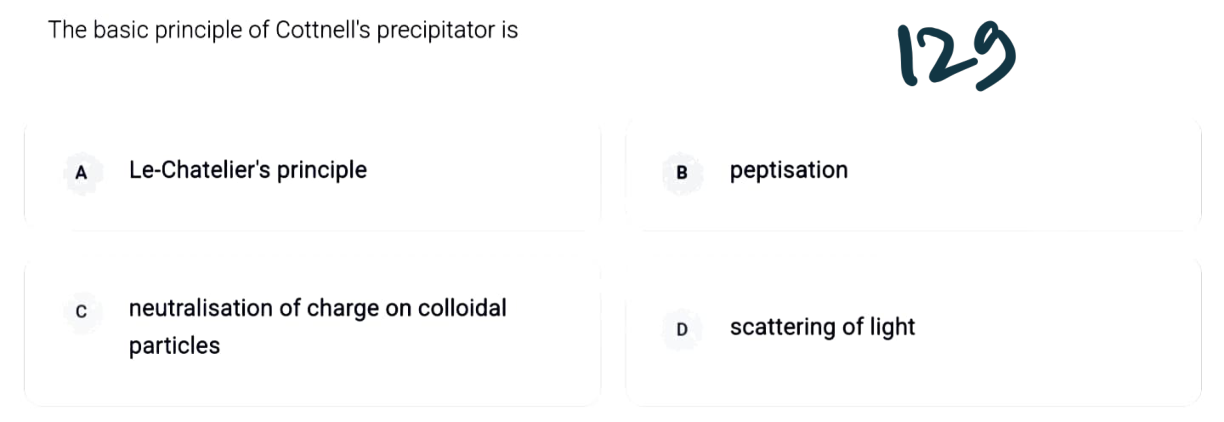 The basic principle of Cottnell's precipitator is
129
A Le-Chatelier's principle
B peptisation
C neutralisation of charge on colloidal
particles
D scattering of light